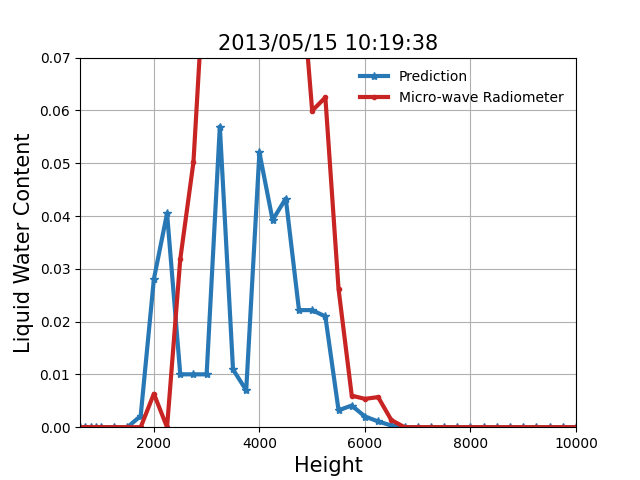 2013/05/15 10:19:38
0.07
0.06
0.05
0.04
0.03
0.02
0.01
0.00
Liquid Water Content
Prediction
Micro-wave Radiometer
2000 4000 6000 8000 10000
Height